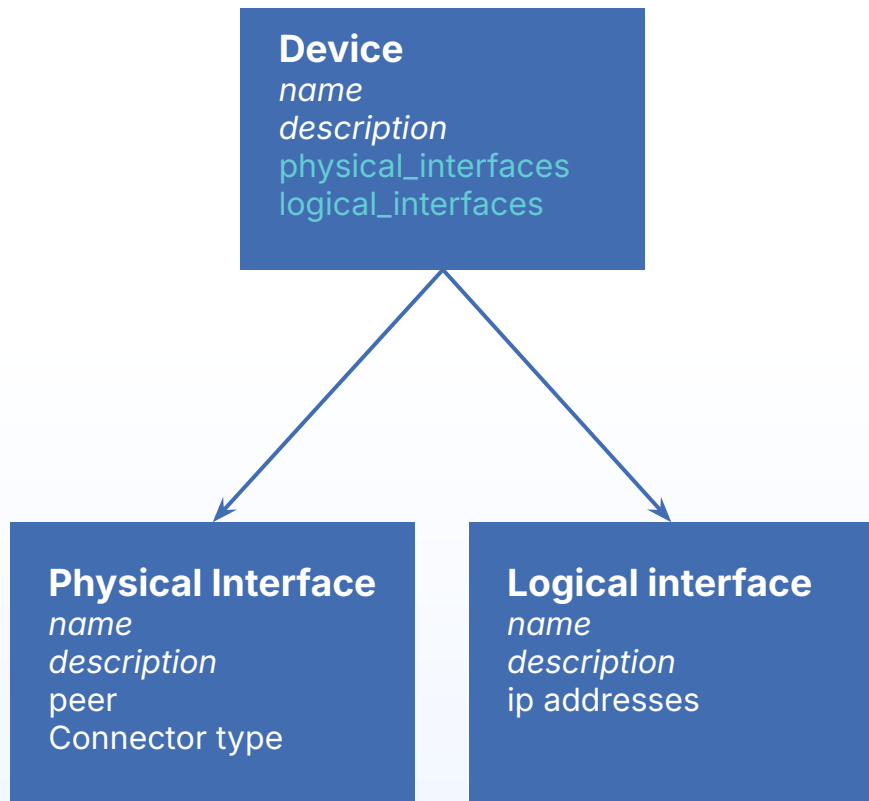 Device
name
description
physical_interfaces
logical_interfaces
Physical Interface
name
description
peer
Connector type
Logical interface
name
description
ip addresses